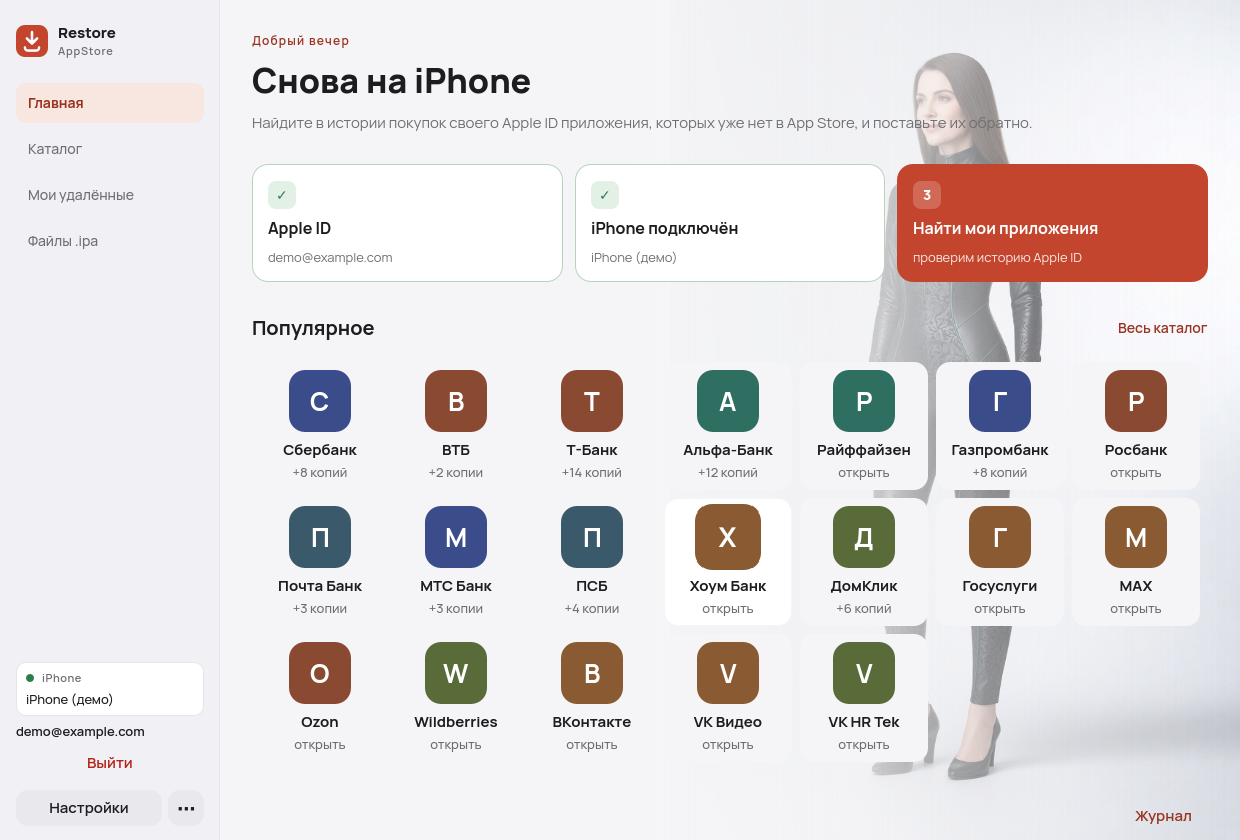 Restore
AppStore
Главная
Каталог
Мои удалённые
Файлы .ipa
iPhone
iPhone (демо)
demo@example.com
Выйти
Настройки
Добрый вечер
Снова на iPhone
Найдите в истории покупок своего Apple ID приложения, которых уже нет в App Store, и поставьте их обратно.
✓
Apple ID
demo@example.com
✓
iPhone подключён
iPhone (демо)
3
Найти мои приложения
проверим историю Apple ID
Популярное
Весь каталог
С
Сбербанк
+8 копий
В
ВТБ
+2 копии
Т
Т-Банк
+14 копий
А
Альфа-Банк
+12 копий
Р
Райффайзен
открыть
Г
Газпромбанк
+8 копий
Р
Росбанк
открыть
П
Почта Банк
+3 копии
М
МТС Банк
+3 копии
П
ПСБ
+4 копии
Х
Хоум Банк
открыть
Д
ДомКлик
+6 копий
Г
Госуслуги
открыть
M
MAX
открыть
O
Ozon
открыть
W
Wildberries
открыть
В
ВКонтакте
открыть
V
VK Видео
открыть
V
VK HR Tek
открыть
Журнал